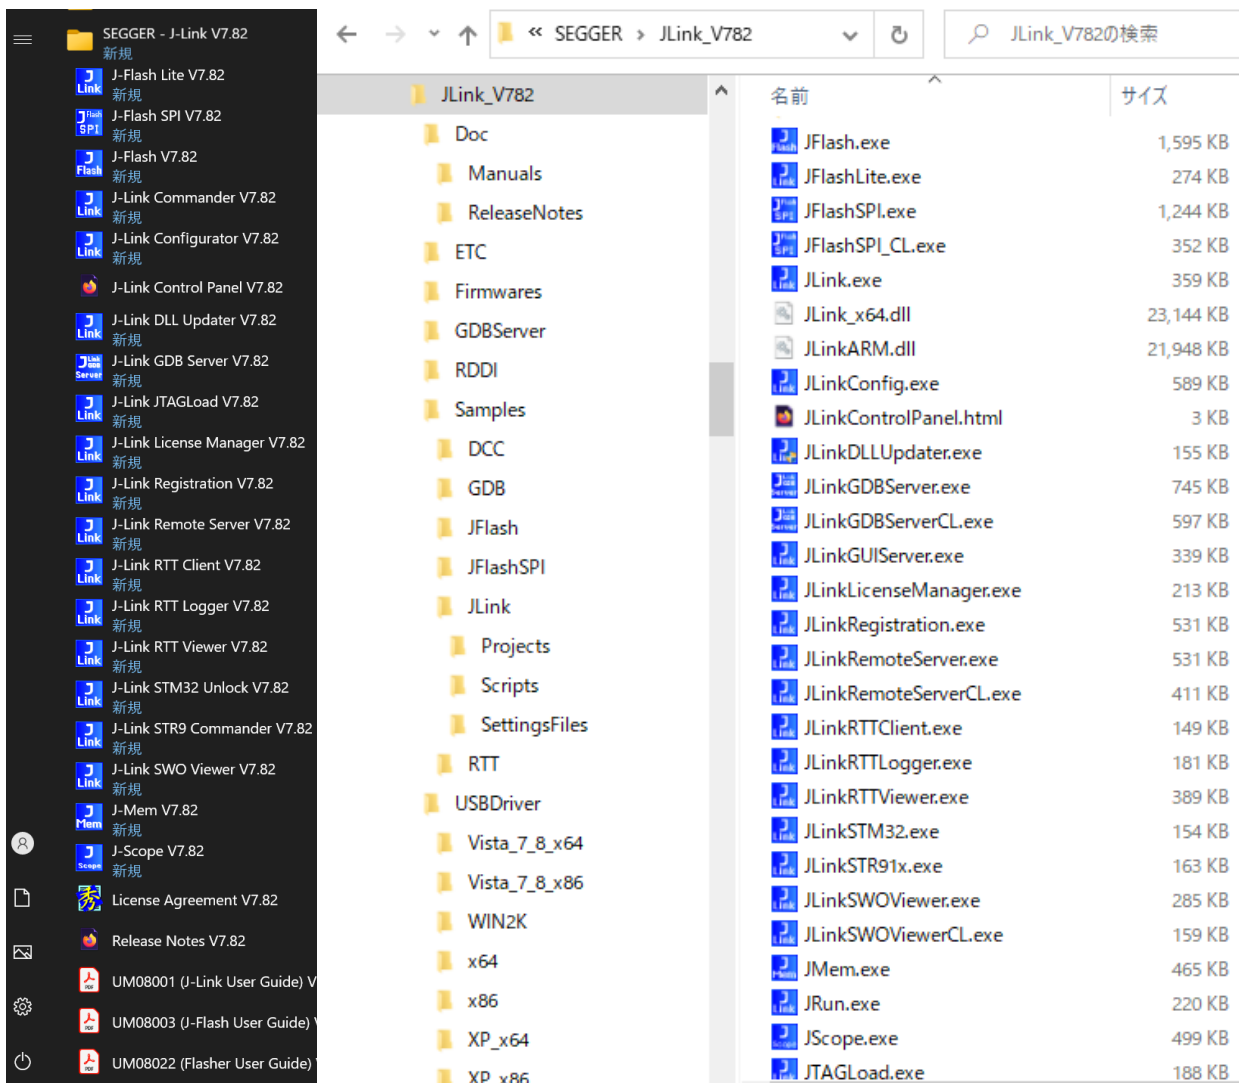 SEGGER - J-Link V7.82
新規
J-Flash Lite V7.82
新規
J-Flash SPI V7.82
新規
J-Flash V7.82
新規
J-Link Commander V7.82
新規
J-Link Configurator V7.82
新規
J-Link Control Panel V7.82
J-Link DLL Updater V7.82
新規
J-Link GDB Server V7.82
新規
J-Link JTAGLoad V7.82
新規
J-Link License Manager V7.82
新規
J-Link Registration V7.82
新規
J-Link Remote Server V7.82
新規
J-Link RTT Client V7.82
新規
J-Link RTT Logger V7.82
新規
J-Link RTT Viewer V7.82
新規
J-Link STM32 Unlock V7.82
新規
J-Link STR9 Commander V7.82
新規
J-Link SWO Viewer V7.82
新規
J-Mem V7.82
新規
J-Scope V7.82
新規
License Agreement V7.82
Release Notes V7.82
UM08001 (J-Link User Guide) V
UM08003 (J-Flash User Guide) V
UM08022 (Flasher User Guide)
« SEGGER › JLink_V782
JLink_V782の検索
JLink_V782
Doc
Manuals
ReleaseNotes
ETC
Firmwares
GDBServer
RDDI
Samples
DCC
GDB
JFlash
JFlashSPI
JLink
Projects
Scripts
SettingsFiles
RTT
USBDriver
Vista_7_8_x64
Vista_7_8_x86
WIN2K
x64
x86
XP_x64
XP_x86
名前 サイズ
JFlash.exe 1,595 KB
JFlashLite.exe 274 KB
JFlashSPI.exe 1,244 KB
JFlashSPI_CL.exe 352 KB
JLink.exe 359 KB
JLink_x64.dll 23,144 KB
JLinkARM.dll 21,948 KB
JLinkConfig.exe 589 KB
JLinkControlPanel.html 3 KB
JLinkDLLUpdater.exe 155 KB
JLinkGDBServer.exe 745 KB
JLinkGDBServerCL.exe 597 KB
JLinkGUIServer.exe 339 KB
JLinkLicenseManager.exe 213 KB
JLinkRegistration.exe 531 KB
JLinkRemoteServer.exe 531 KB
JLinkRemoteServerCL.exe 411 KB
JLinkRTTClient.exe 149 KB
JLinkRTTLogger.exe 181 KB
JLinkRTTViewer.exe 389 KB
JLinkSTM32.exe 154 KB
JLinkSTR91x.exe 163 KB
JLinkSWOViewer.exe 285 KB
JLinkSWOViewerCL.exe 159 KB
JMem.exe 465 KB
JRun.exe 220 KB
JScope.exe 499 KB
JTAGLoad.exe 188 KB